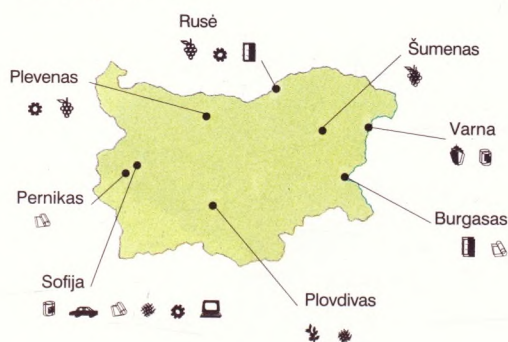 Rusė
Šumenas
Plevenas
Varna
Pernikas
Burgasas
Sofija
Plovdivas